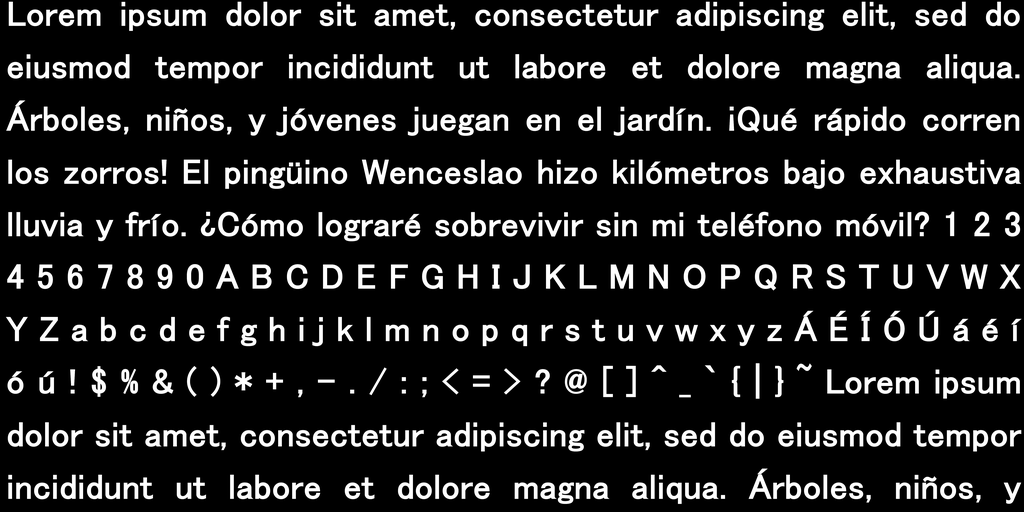 Lorem ipsum dolor sit amet, consectetur adipiscing elit, sed do
eiusmod tempor incididunt ut labore et dolore magna aliqua.
Árboles, niños, y jóvenes juegan en el jardín. ¡Qué rápido corren
los zorros! El pingüino Wenceslao hizo kilómetros bajo exhaustiva
lluvia y frío. ¿Cómo lograré sobrevivir sin mi teléfono móvil? 1 2 3
4 5 6 7 8 9 0 A B C D E F G H I J K L M N O P Q R S T U V W X
Y Z a b c d e f g h i j k l m n o p q r s t u v w x y z Á É Í Ó Ú á é í
ó ú ! $ % & ( ) * + , - . / : ; < = > ? @ [ ] ^ _ ` { | } ~ Lorem ipsum
dolor sit amet, consectetur adipiscing elit, sed do eiusmod tempor
incididunt ut labore et dolore magna aliqua. Árboles, niños, y